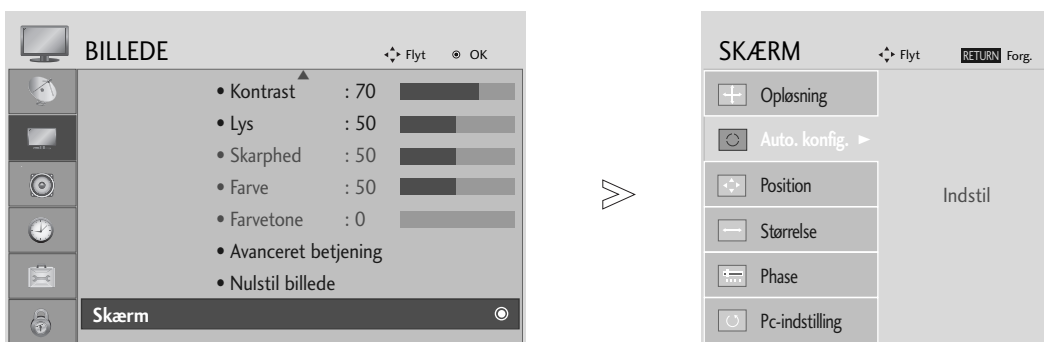 BILLEDE Flyt OK
• Kontrast : 70
• Lys : 50
• Skarphed : 50
• Farve : 50
• Farvetone : 0
• Avanceret betjening
• Nulstil billede
Skærm
SKÆRM Flyt RETURN Forg.
Opløsning
Auto. konfig.
Position
Størrelse
Phase
Pc-indstilling
Indstil